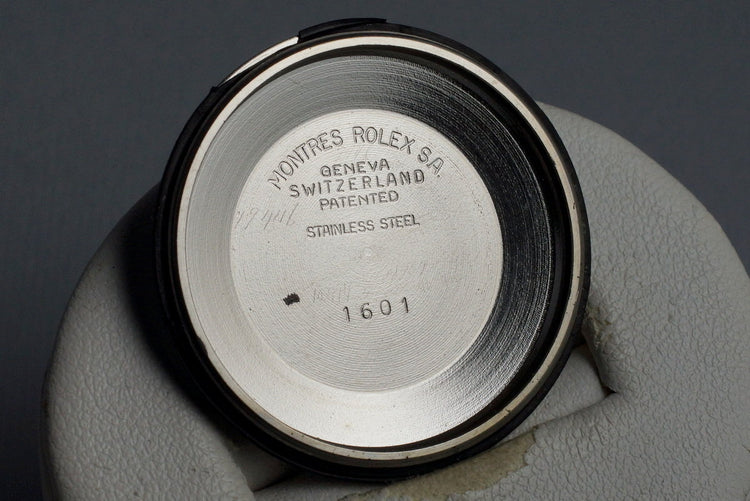 MONTRES ROLEX S.A.
GENEVA
SWITZERLAND
PATENTED
STAINLESS STEEL
1601